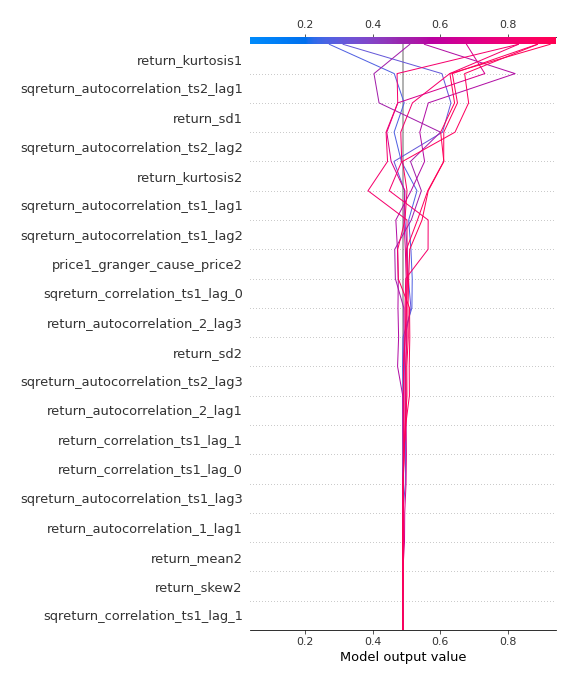 0.2 0.4 0.6 0.8
return_kurtosis1
sqreturn_autocorrelation_ts2_lag1
return_sd1
sqreturn_autocorrelation_ts2_lag2
return_kurtosis2
sqreturn_autocorrelation_ts1_lag1
sqreturn_autocorrelation_ts1_lag2
price1_granger_cause_price2
sqreturn_correlation_ts1_lag_0
return_autocorrelation_2_lag3
return_sd2
sqreturn_autocorrelation_ts2_lag3
return_autocorrelation_2_lag1
return_correlation_ts1_lag_1
return_correlation_ts1_lag_0
sqreturn_autocorrelation_ts1_lag3
return_autocorrelation_1_lag1
return_mean2
return_skew2
sqreturn_correlation_ts1_lag_1
0.2 0.4 0.6 0.8
Model output value